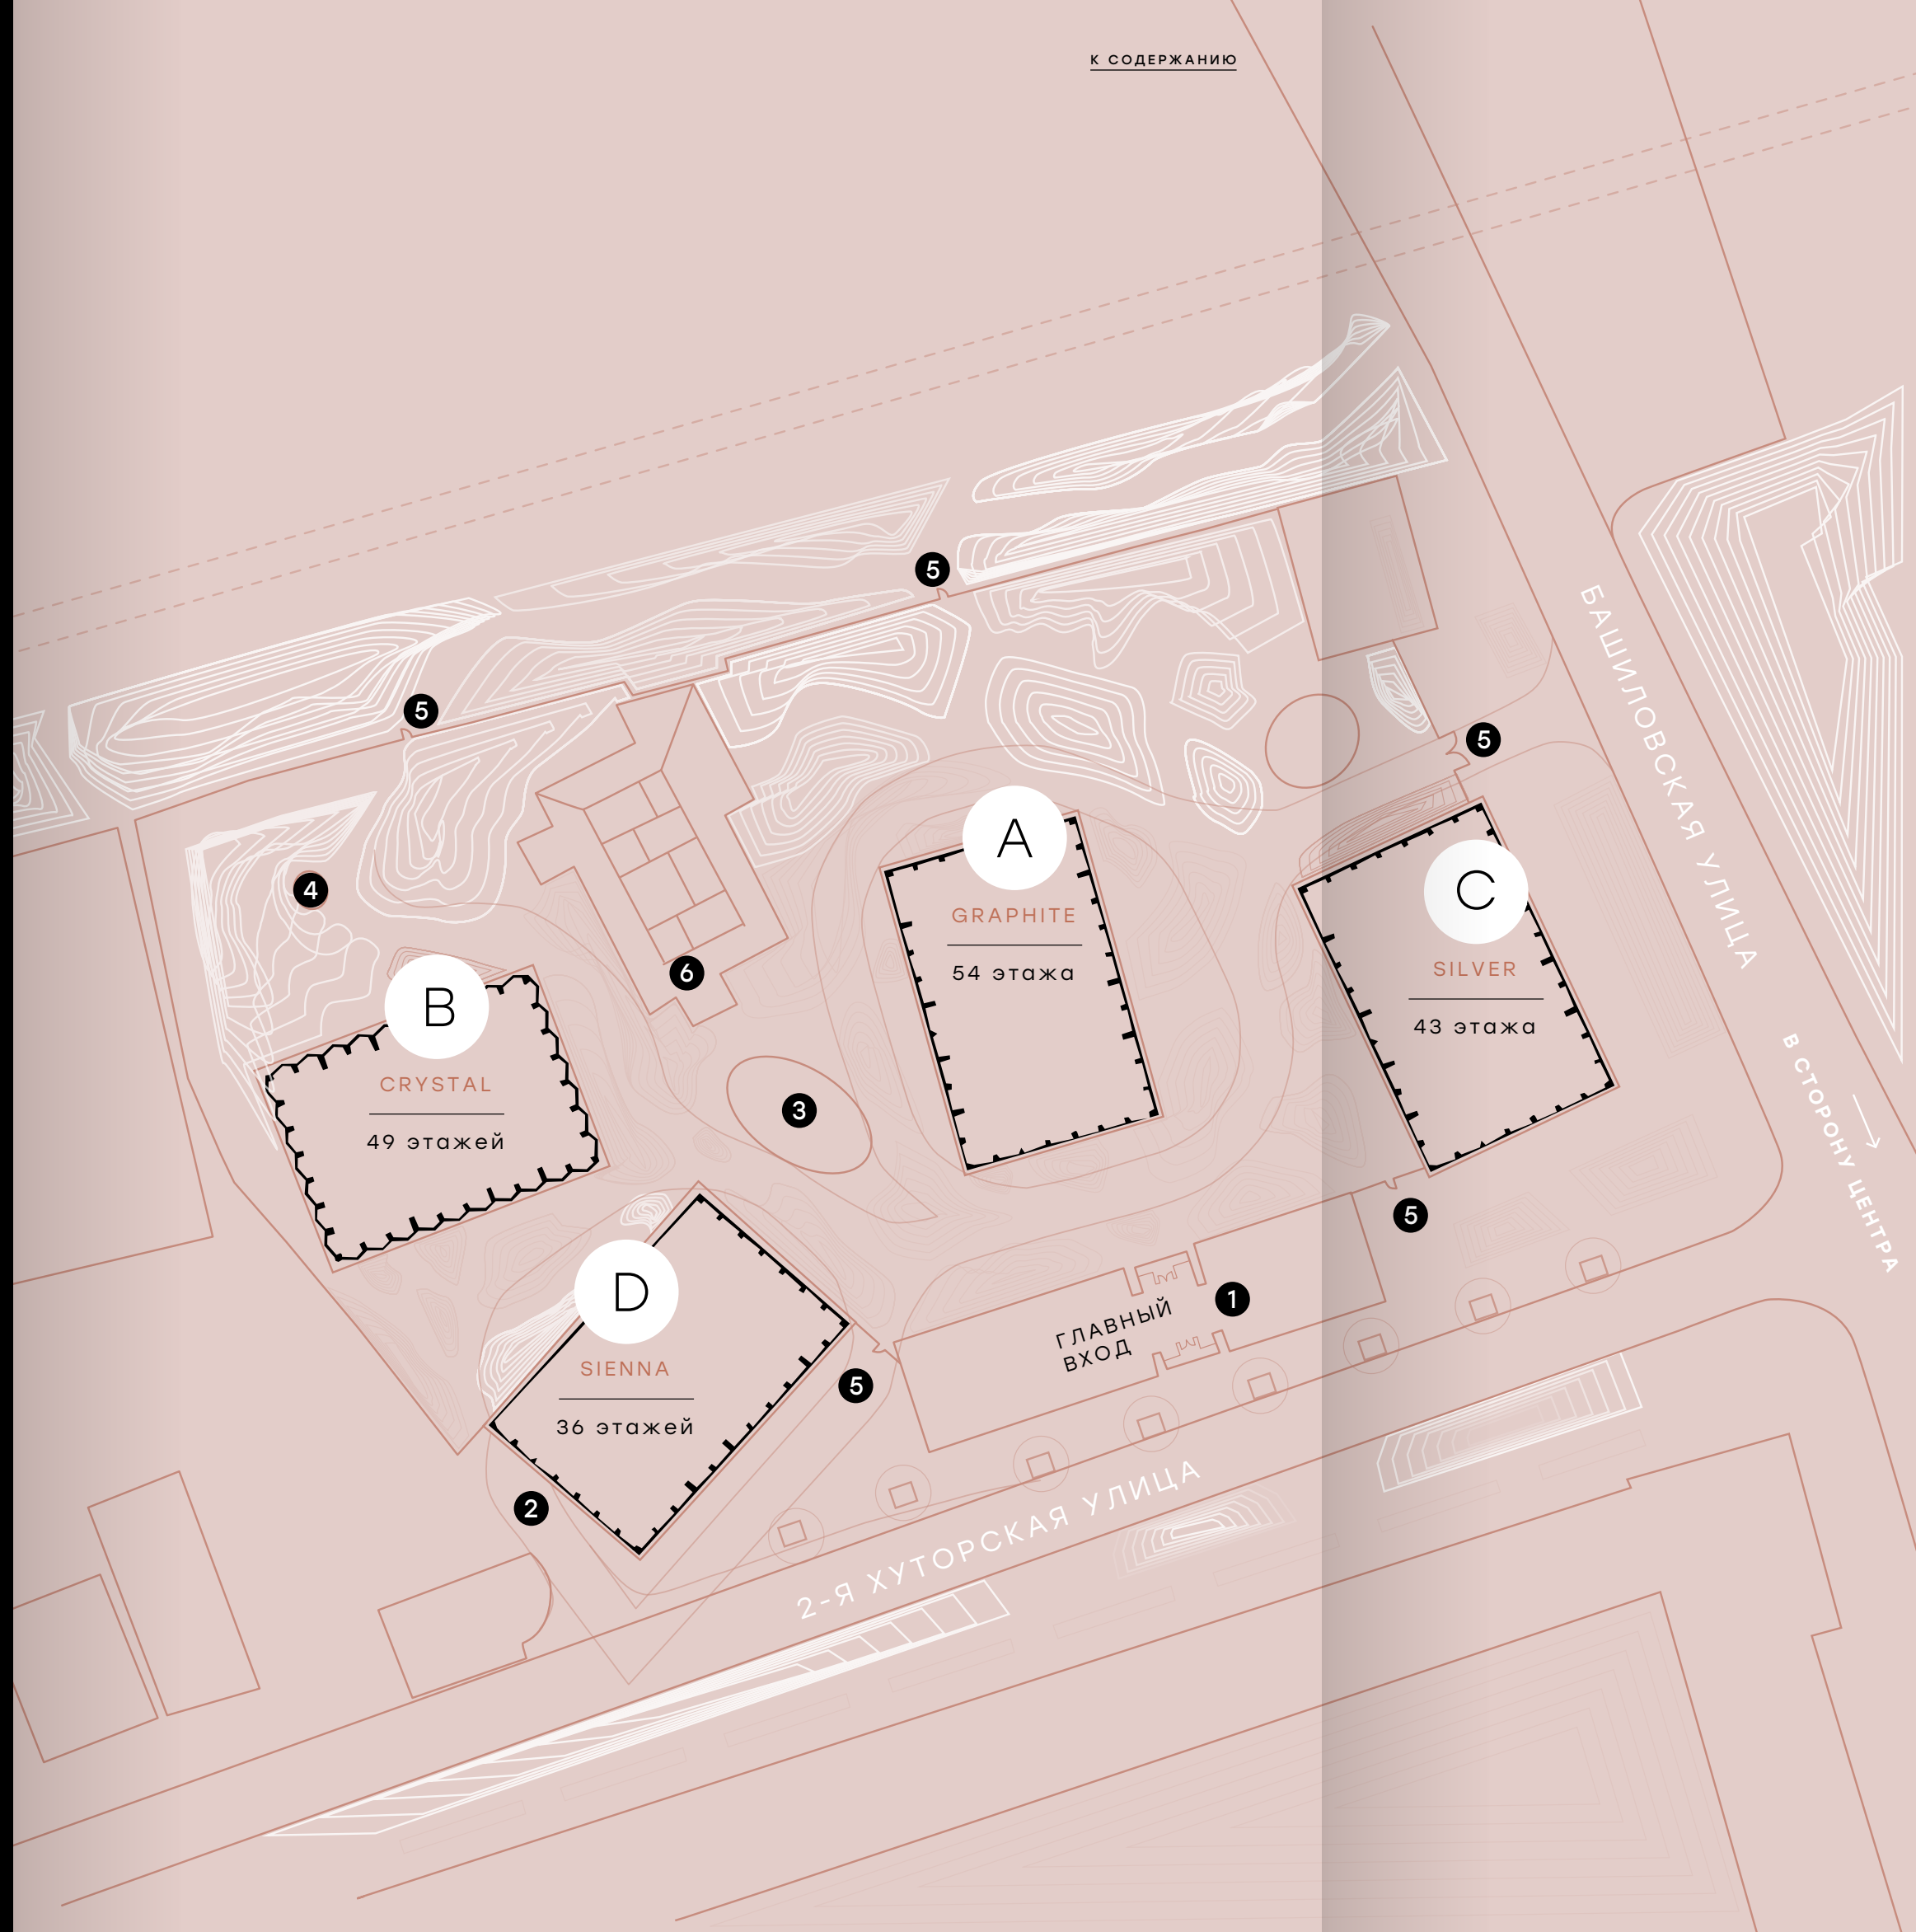 К СОДЕРЖАНИЮ
5
5
5
БАШИЛОВСКАЯ УЛИЦА
A
GRAPHITE
54 этажа
C
SILVER
43 этажа
4
6
B
CRYSTAL
49 этажей
3
В СТОРОНУ ЦЕНТРА
5
D
SIENNA
36 этажей
1
ГЛАВНЫЙ
ВХОД
5
2
2-Я ХУТОРСКАЯ УЛИЦА